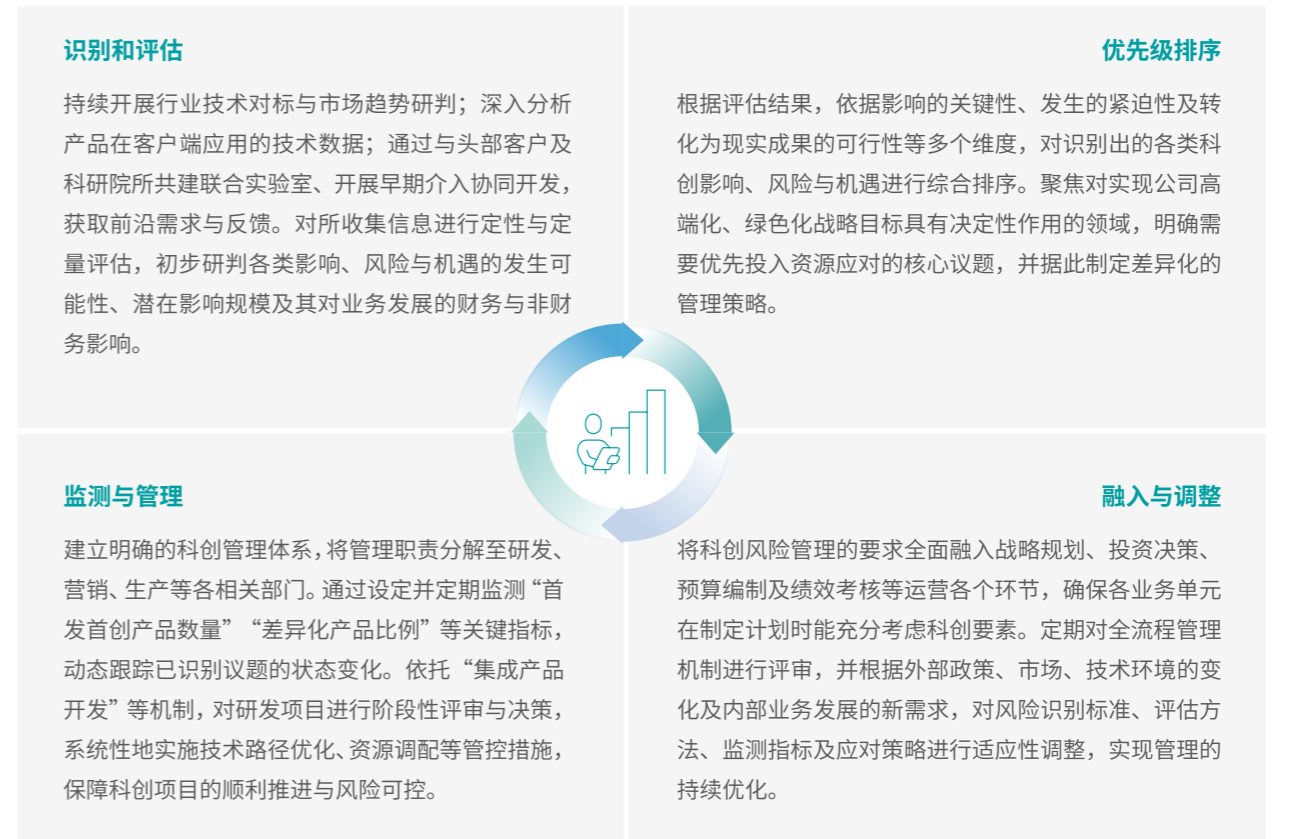 识别和评估
持续开展行业技术对标与市场趋势研判；深入分析
产品在客户端应用的技术数据；通过与头部客户及
科研院所共建联合实验室、开展早期介入协同开发，
获取前沿需求与反馈。对所收集信息进行定性与定
量评估，初步研判各类影响、风险与机遇的发生可
能性、潜在影响规模及其对业务发展的财务与非财
务影响。
优先级排序
根据评估结果，依据影响的关键性、发生的紧迫性及转
化为现实成果的可行性等多个维度，对识别出的各类科
创影响、风险与机遇进行综合排序。聚焦对实现公司高
端化、绿色化战略目标具有决定性作用的领域，明确需
要优先投入资源应对的核心议题，并据此制定差异化的
管理策略。
监测与管理
建立明确的科创管理体系，将管理职责分解至研发、
营销、生产等各相关部门。通过设定并定期监测“首
发首创产品数量”“差异化产品比例”等关键指标，
动态跟踪已识别议题的状态变化。依托“集成产品
开发”等机制，对研发项目进行阶段性评审与决策，
系统性地实施技术路径优化、资源调配等管控措施，
保障科创项目的顺利推进与风险可控。
融入与调整
将科创风险管理的要求全面融入战略规划、投资决策、
预算编制及绩效考核等运营各个环节，确保各业务单元
在制定计划时能充分考虑科创要素。定期对全流程管理
机制进行评审，并根据外部政策、市场、技术环境的变
化及内部业务发展的新需求，对风险识别标准、评估方
法、监测指标及应对策略进行适应性调整，实现管理的
持续优化。